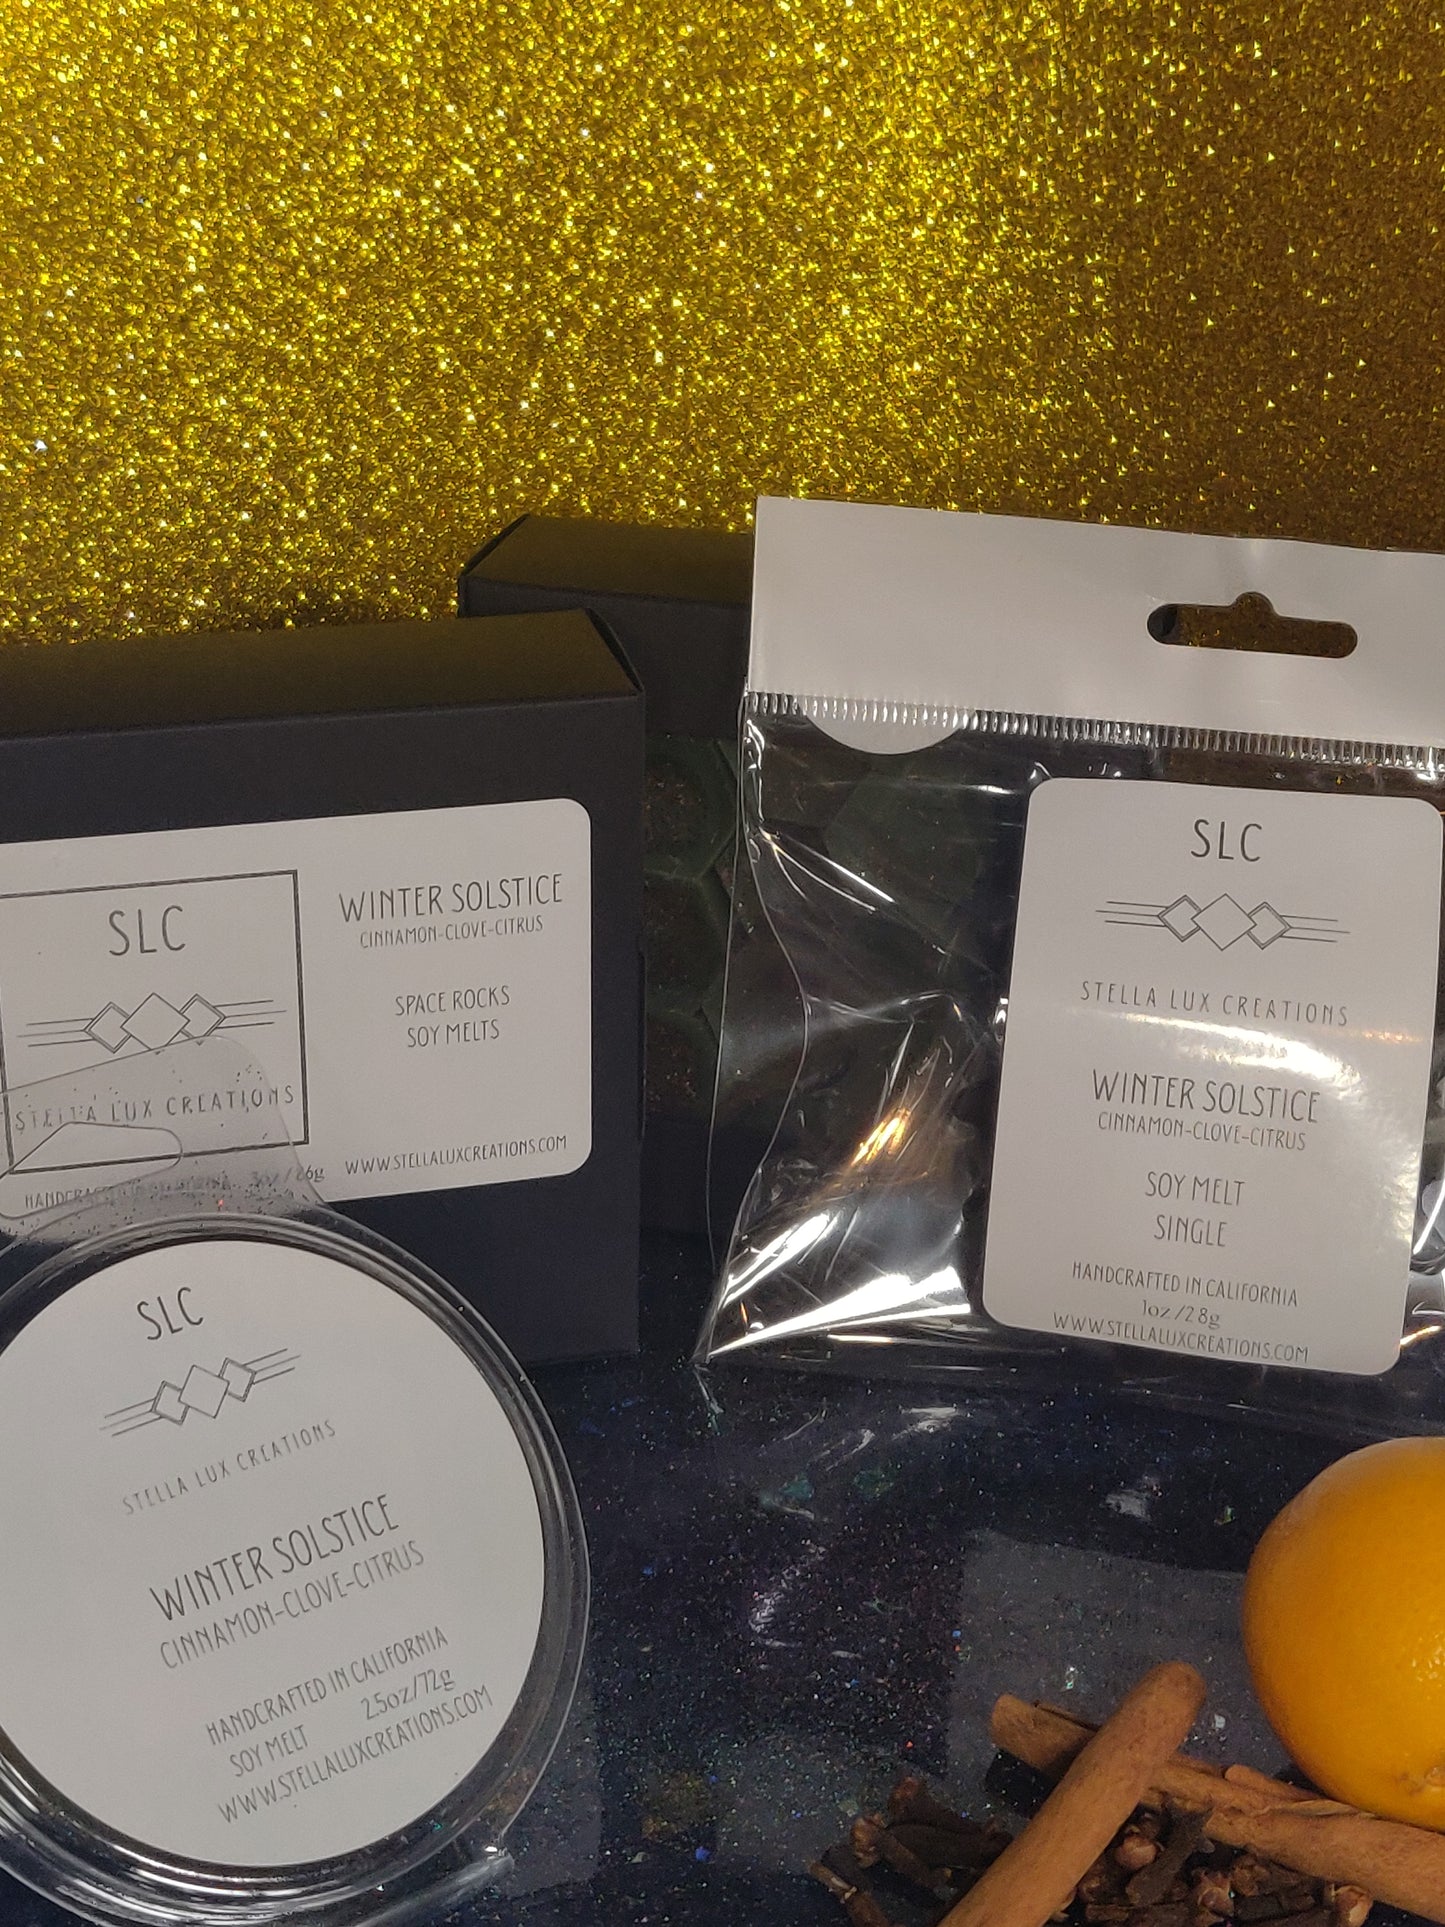 SLC
STELLA LUX CREATIONS
WINTER SOLSTICE
CINNAMON-CLOVE-CITRUS
SPACE ROCKS
SOY MELTS
WWW.STELLALUXCREATIONS.COM
SLC
STELLA LUX CREATIONS
WINTER SOLSTICE
CINNAMON-CLOVE-CITRUS
SOY MELT
SINGLE
HANDCRAFTED IN CALIFORNIA
1oz/28g
WWW.STELLALUXCREATIONS.COM
SLC
STELLA LUX CREATIONS
WINTER SOLSTICE
CINNAMON-CLOVE-CITRUS
HANDCRAFTED IN CALIFORNIA
SOY MELT 2.5oz/72g
WWW.STELLALUXCREATIONS.COM